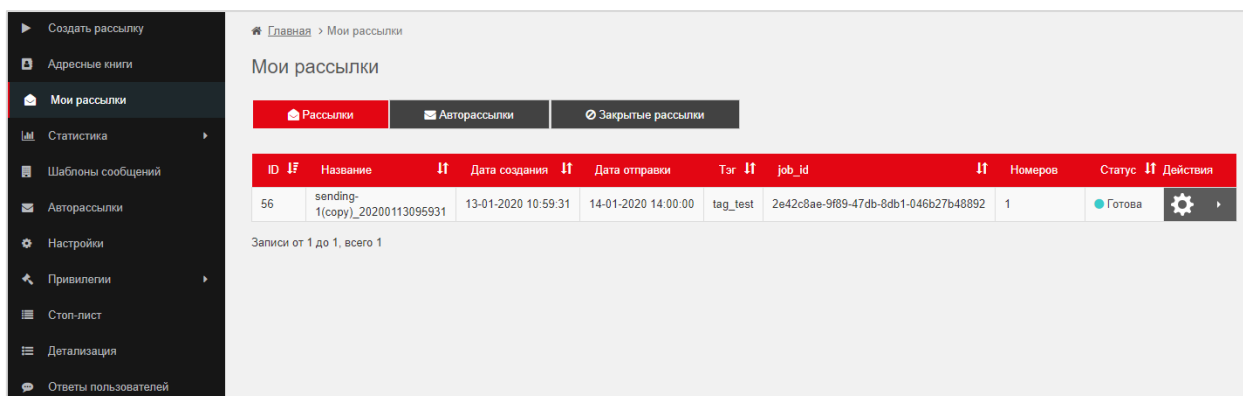 Создать рассылку
Адресные книги
Мои рассылки
Статистика
Шаблоны сообщений
Авторассылки
Настройки
Привилегии
Стоп-лист
Детализация
Ответы пользователей
Главная > Мои рассылки
Мои рассылки
Рассылки Авторассылки Закрытые рассылки
ID Название Дата создания Дата отправки Тэг job_id Номеров Статус Действия
56 sending- 13-01-2020 10:59:31 14-01-2020 14:00:00 tag_test 2e42c8ae-9f89-47db-8db1-046b27b48892 1 Готова
1(copy)_20200113095931
Записи от 1 до 1, всего 1